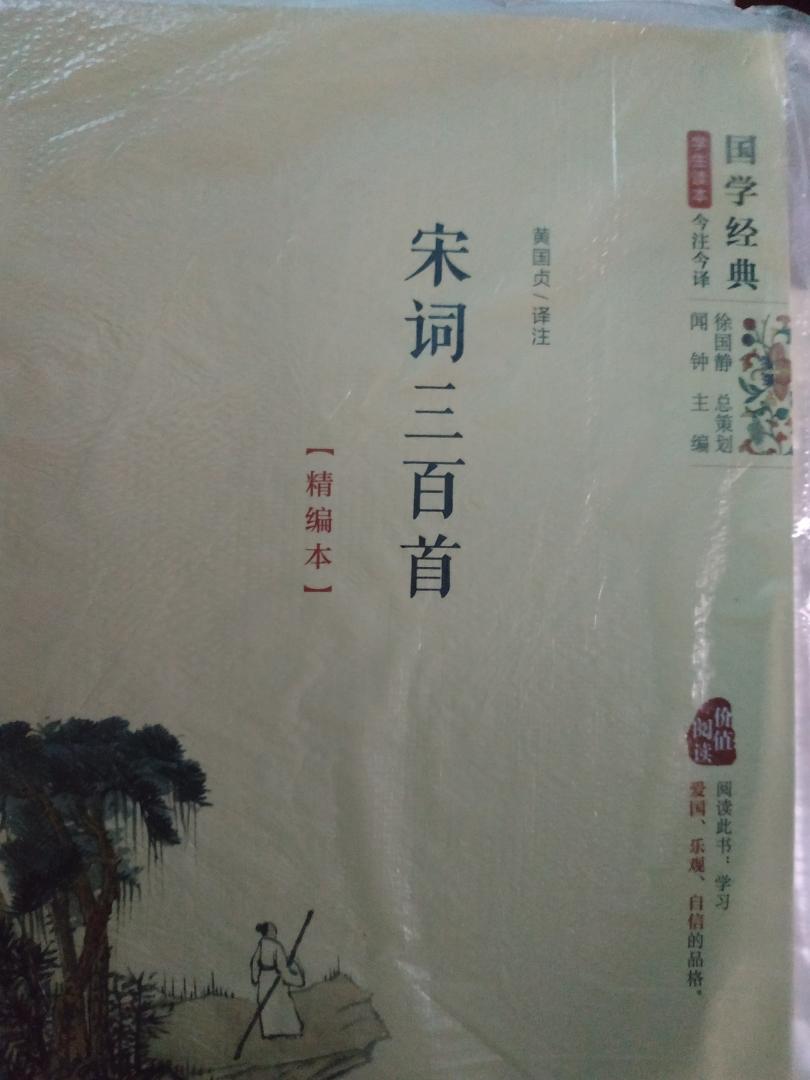 国学经典
学生读本
今注今译
徐国静 总策划
闻钟 主编
黄国贞/译注
宋词三百首
【精编本】
价值
阅读
阅读此书：学习
爱国、乐观、自信的品格。